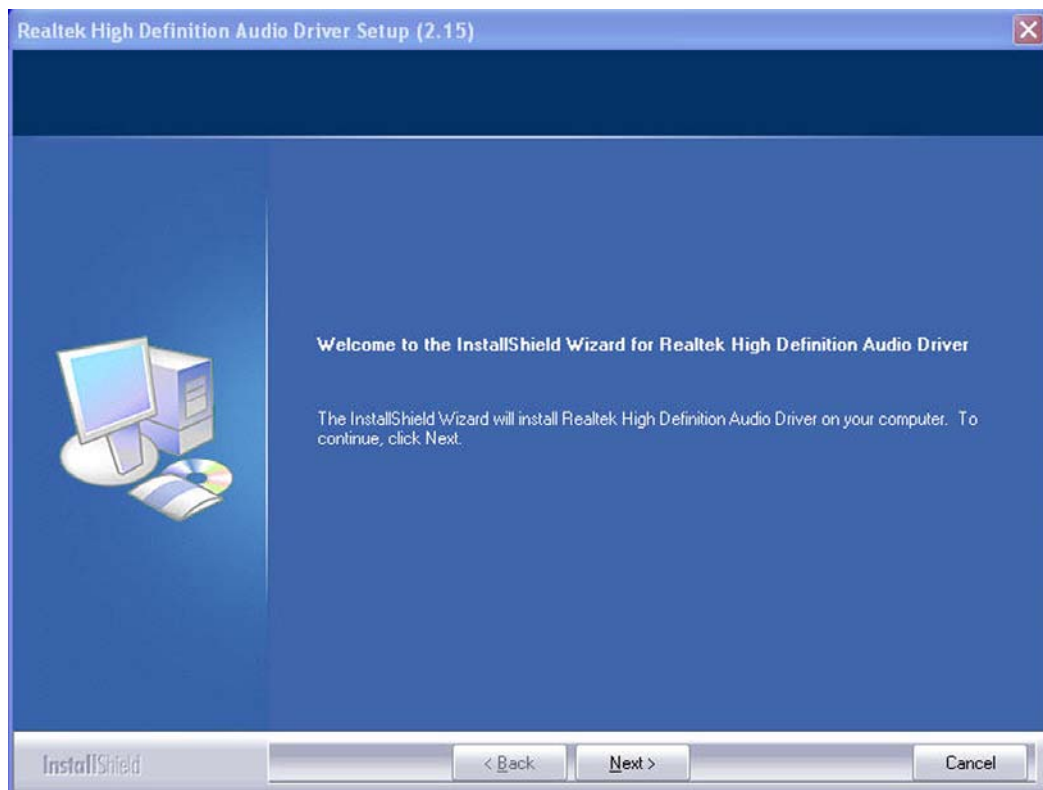 Realtek High Definition Audio Driver Setup (2.15)
Welcome to the InstallShield Wizard for Realtek High Definition Audio Driver
The InstallShield Wizard will install Realtek High Definition Audio Driver on your computer. To
continue, click Next.
InstallShield
< Back
Next >
Cancel